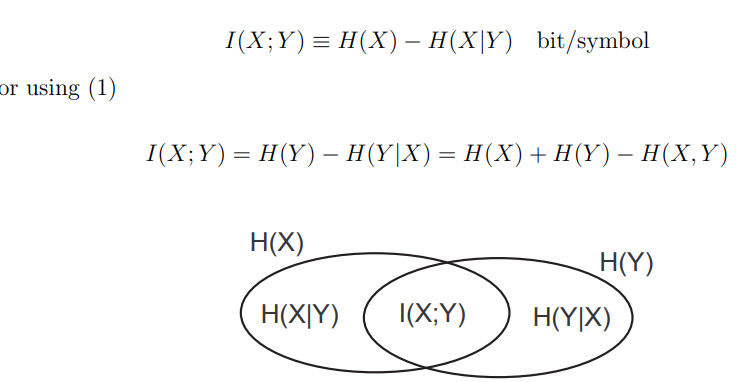 I(X;Y) ≡ H(X) − H(X|Y) bit/symbol
or using (1)
I(X;Y) = H(Y) − H(Y|X) = H(X) + H(Y) − H(X,Y)
H(X)
H(Y)
H(X|Y) I(X;Y) H(Y|X)